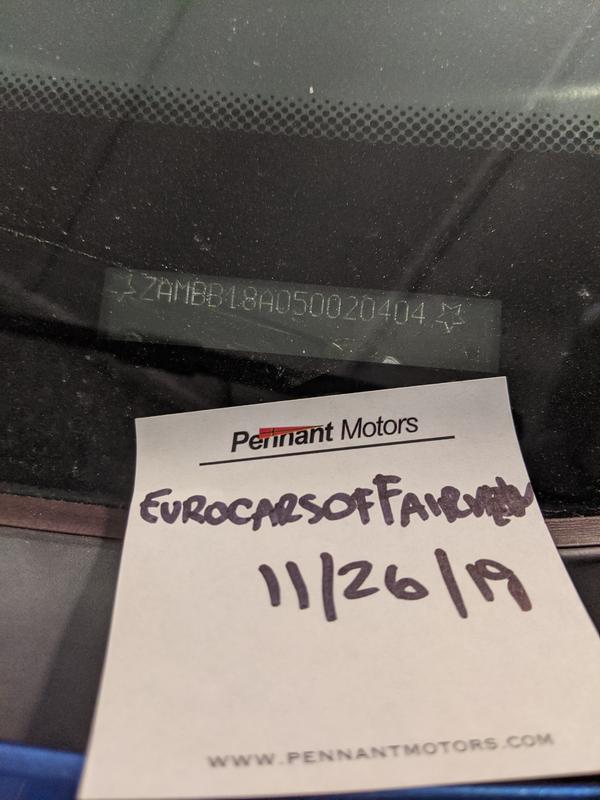 ZAMBB18A050020404
Pennant Motors
EUROCARSOFFAIRVIEW
11/26/19
WWW.PENNANTMOTORS.COM